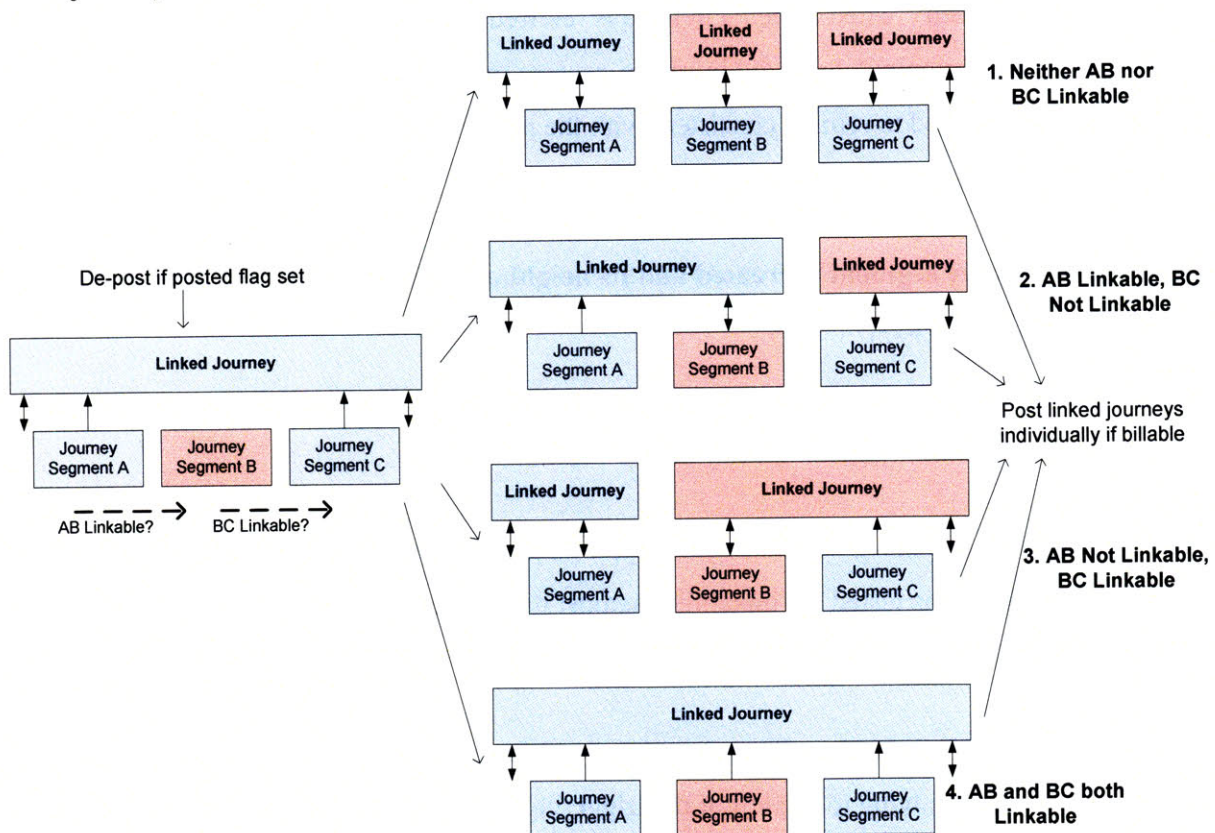 Linked Journey
Linked
Journey
Linked Journey
1. Neither AB nor
BC Linkable
Journey
Segment A
Journey
Segment B
Journey
Segment C
De-post if posted flag set
Linked Journey
Journey
Segment A
Journey
Segment B
Journey
Segment C
AB Linkable?
BC Linkable?
Linked Journey
Linked Journey
2. AB Linkable, BC
Not Linkable
Journey
Segment A
Journey
Segment B
Journey
Segment C
Post linked journeys
individually if billable
Linked Journey
Linked Journey
3. AB Not Linkable,
BC Linkable
Journey
Segment A
Journey
Segment B
Journey
Segment C
Linked Journey
Journey
Segment A
Journey
Segment B
Journey
Segment C
4. AB and BC both
Linkable